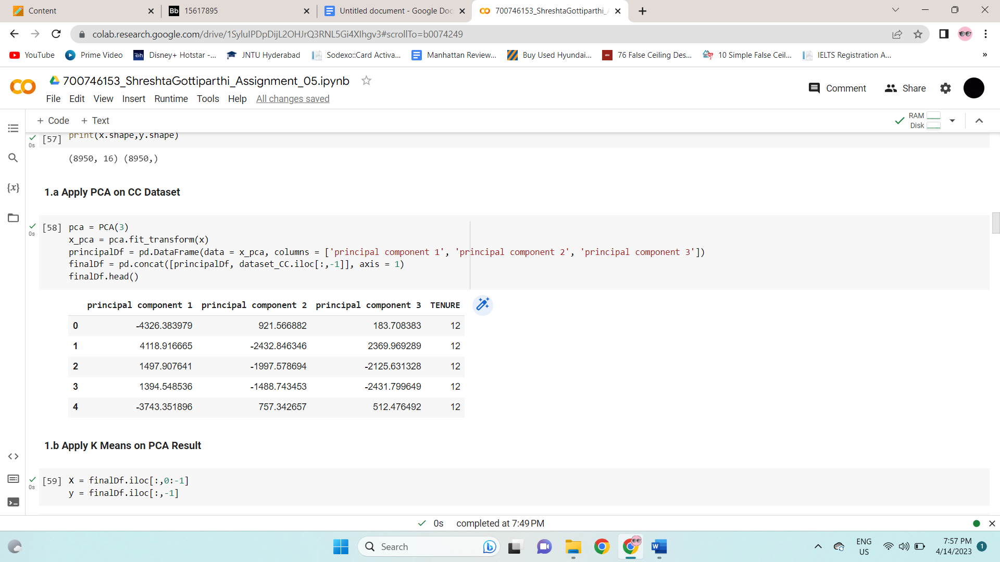 Content
Bb 15617895
Untitled document - Google Doc
700746153_ShreshtaGottiparthi_A
colab.research.google.com/drive/1SyluIPDpDijL2OHJrQ3RNL5Gi4XIhgv3#scrollTo=b0074249
YouTube
Prime Video
Disney+ Hotstar -...
JNTU Hyderabad
Sodexo::Card Activa...
Manhattan Review...
Buy Used Hyundai...
76 False Ceiling Des...
10 Simple False Ceil...
IELTS Registration A...
»
700746153_ShreshtaGottiparthi_Assignment_05.ipynb
Comment
Share
File Edit View Insert Runtime Tools Help All changes saved
+ Code + Text
RAM
Disk
[57] print(x.shape,y.shape)
0s
(8950, 16) (8950,)
{x}
1.a Apply PCA on CC Dataset
[58] pca = PCA(3)
0s
x_pca = pca.fit_transform(x)
principalDf = pd.DataFrame(data = x_pca, columns = ['principal component 1', 'principal component 2', 'principal component 3'])
finalDf = pd.concat([principalDf, dataset_CC.iloc[:,-1]], axis = 1)
finalDf.head()
principal component 1 principal component 2 principal component 3 TENURE
0 -4326.383979 921.566882 183.708383 12
1 4118.916665 -2432.846346 2369.969289 12
2 1497.907641 -1997.578694 -2125.631328 12
3 1394.548536 -1488.743453 -2431.799649 12
4 -3743.351896 757.342657 512.476492 12
1.b Apply K Means on PCA Result
[59] X = finalDf.iloc[:,0:-1]
0s
y = finalDf.iloc[:,-1]
0s completed at 7:49 PM
Search
ENG
US
7:57 PM
4/14/2023
1